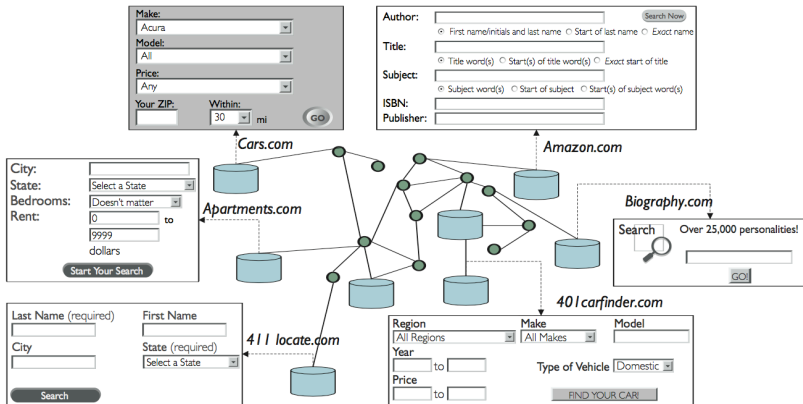 Make:
Acura
Model:
All
Price:
Any
Your ZIP: Within:
30 mi GO
Cars.com
Author: Search Now
First name/initials and last name Start of last name Exact name
Title:
Title word(s) Start(s) of title word(s) Exact start of title
Subject:
Subject word(s) Start of subject Start(s) of subject word(s)
ISBN:
Publisher:
Amazon.com
City:
State: Select a State
Bedrooms: Doesn't matter
Rent: 0 to
9999
dollars
Start Your Search
Apartments.com
Biography.com
Search Over 25,000 personalities!
GO!
Last Name (required) First Name
City State (required)
Select a State
Search
411 locate.com
401carfinder.com
Region Make Model
All Regions All Makes
Year
to Type of Vehicle Domestic
Price
to FIND YOUR CAR!